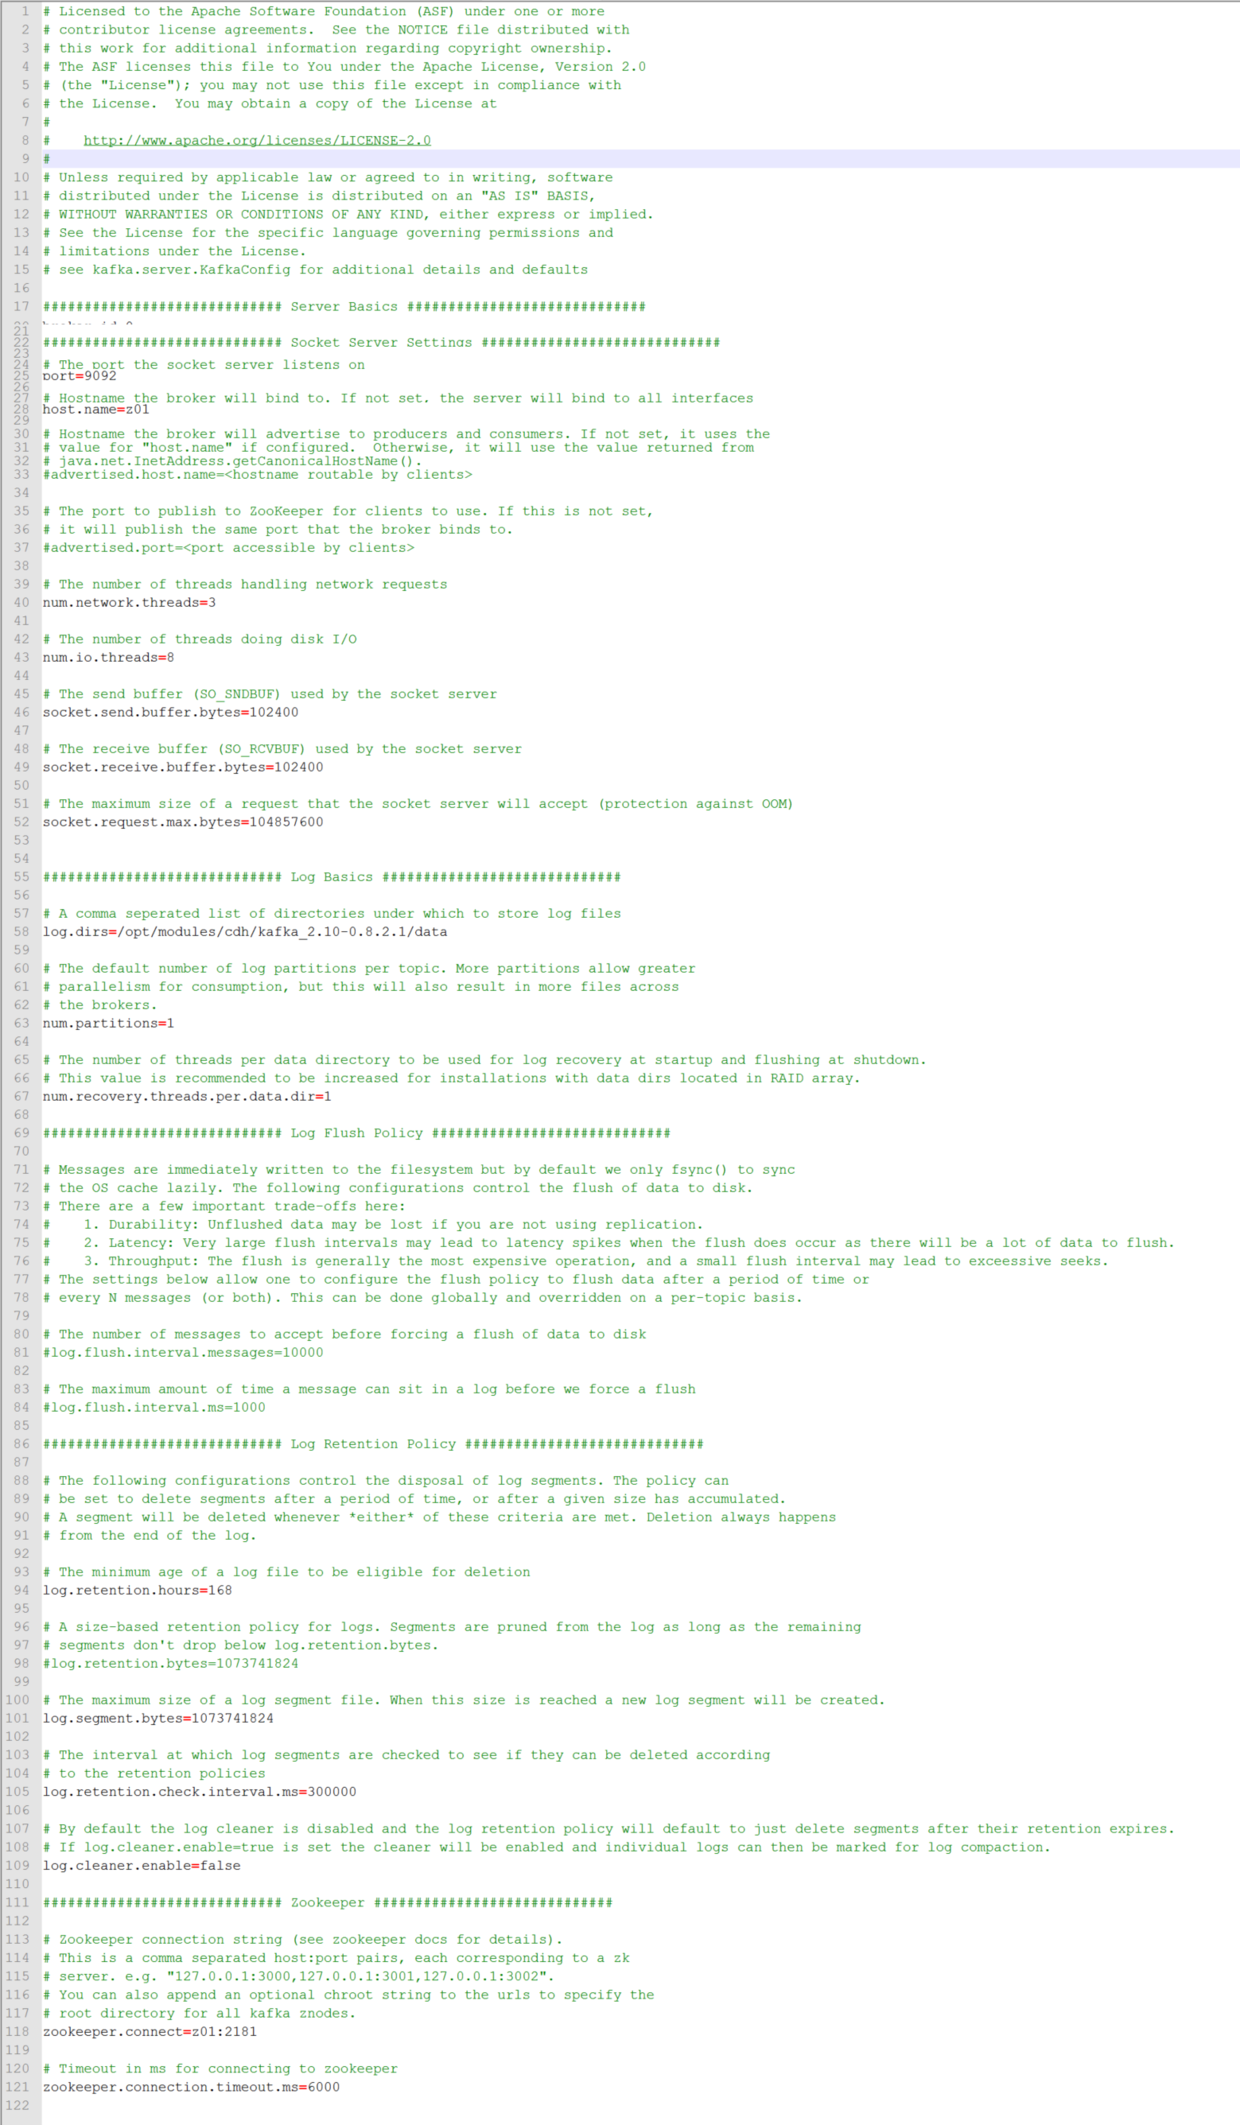 1 # Licensed to the Apache Software Foundation (ASF) under one or more
2 # contributor license agreements.  See the NOTICE file distributed with
3 # this work for additional information regarding copyright ownership.
4 # The ASF licenses this file to You under the Apache License, Version 2.0
5 # (the "License"); you may not use this file except in compliance with
6 # the License.  You may obtain a copy of the License at
7 #
8 #    http://www.apache.org/licenses/LICENSE-2.0
9 #
10 # Unless required by applicable law or agreed to in writing, software
11 # distributed under the License is distributed on an "AS IS" BASIS,
12 # WITHOUT WARRANTIES OR CONDITIONS OF ANY KIND, either express or implied.
13 # See the License for the specific language governing permissions and
14 # limitations under the License.
15 # see kafka.server.KafkaConfig for additional details and defaults
16
17 ############################# Server Basics #############################
21
22 ############################# Socket Server Settings #############################
23
24 # The port the socket server listens on
25 port=9092
26
27 # Hostname the broker will bind to. If not set, the server will bind to all interfaces
28 host.name=z01
29
30 # Hostname the broker will advertise to producers and consumers. If not set, it uses the
31 # value for "host.name" if configured.  Otherwise, it will use the value returned from
32 # java.net.InetAddress.getCanonicalHostName().
33 #advertised.host.name=<hostname routable by clients>
34
35 # The port to publish to ZooKeeper for clients to use. If this is not set,
36 # it will publish the same port that the broker binds to.
37 #advertised.port=<port accessible by clients>
38
39 # The number of threads handling network requests
40 num.network.threads=3
41
42 # The number of threads doing disk I/O
43 num.io.threads=8
44
45 # The send buffer (SO_SNDBUF) used by the socket server
46 socket.send.buffer.bytes=102400
47
48 # The receive buffer (SO_RCVBUF) used by the socket server
49 socket.receive.buffer.bytes=102400
50
51 # The maximum size of a request that the socket server will accept (protection against OOM)
52 socket.request.max.bytes=104857600
53
54
55 ############################# Log Basics #############################
56
57 # A comma seperated list of directories under which to store log files
58 log.dirs=/opt/modules/cdh/kafka_2.10-0.8.2.1/data
59
60 # The default number of log partitions per topic. More partitions allow greater
61 # parallelism for consumption, but this will also result in more files across
62 # the brokers.
63 num.partitions=1
64
65 # The number of threads per data directory to be used for log recovery at startup and flushing at shutdown.
66 # This value is recommended to be increased for installations with data dirs located in RAID array.
67 num.recovery.threads.per.data.dir=1
68
69 ############################# Log Flush Policy #############################
70
71 # Messages are immediately written to the filesystem but by default we only fsync() to sync
72 # the OS cache lazily. The following configurations control the flush of data to disk.
73 # There are a few important trade-offs here:
74 #    1. Durability: Unflushed data may be lost if you are not using replication.
75 #    2. Latency: Very large flush intervals may lead to latency spikes when the flush does occur as there will be a lot of data to flush.
76 #    3. Throughput: The flush is generally the most expensive operation, and a small flush interval may lead to exceessive seeks.
77 # The settings below allow one to configure the flush policy to flush data after a period of time or
78 # every N messages (or both). This can be done globally and overridden on a per-topic basis.
79
80 # The number of messages to accept before forcing a flush of data to disk
81 #log.flush.interval.messages=10000
82
83 # The maximum amount of time a message can sit in a log before we force a flush
84 #log.flush.interval.ms=1000
85
86 ############################# Log Retention Policy #############################
87
88 # The following configurations control the disposal of log segments. The policy can
89 # be set to delete segments after a period of time, or after a given size has accumulated.
90 # A segment will be deleted whenever *either* of these criteria are met. Deletion always happens
91 # from the end of the log.
92
93 # The minimum age of a log file to be eligible for deletion
94 log.retention.hours=168
95
96 # A size-based retention policy for logs. Segments are pruned from the log as long as the remaining
97 # segments don't drop below log.retention.bytes.
98 #log.retention.bytes=1073741824
99
100 # The maximum size of a log segment file. When this size is reached a new log segment will be created.
101 log.segment.bytes=1073741824
102
103 # The interval at which log segments are checked to see if they can be deleted according
104 # to the retention policies
105 log.retention.check.interval.ms=300000
106
107 # By default the log cleaner is disabled and the log retention policy will default to just delete segments after their retention expires.
108 # If log.cleaner.enable=true is set the cleaner will be enabled and individual logs can then be marked for log compaction.
109 log.cleaner.enable=false
110
111 ############################# Zookeeper #############################
112
113 # Zookeeper connection string (see zookeeper docs for details).
114 # This is a comma separated host:port pairs, each corresponding to a zk
115 # server. e.g. "127.0.0.1:3000,127.0.0.1:3001,127.0.0.1:3002".
116 # You can also append an optional chroot string to the urls to specify the
117 # root directory for all kafka znodes.
118 zookeeper.connect=z01:2181
119
120 # Timeout in ms for connecting to zookeeper
121 zookeeper.connection.timeout.ms=6000
122